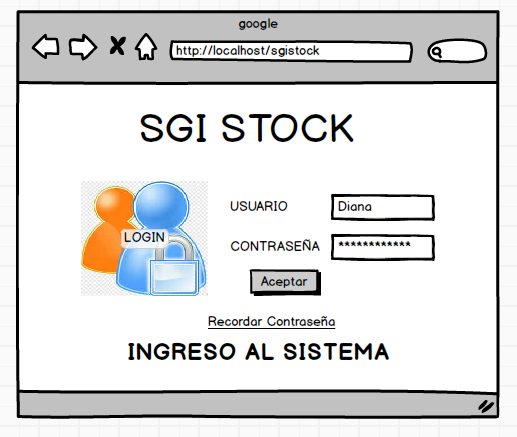 google
http://localhost/sgistock
SGI STOCK
LOGIN
USUARIO
Diana
CONTRASEÑA
************
Aceptar
Recordar Contraseña
INGRESO AL SISTEMA